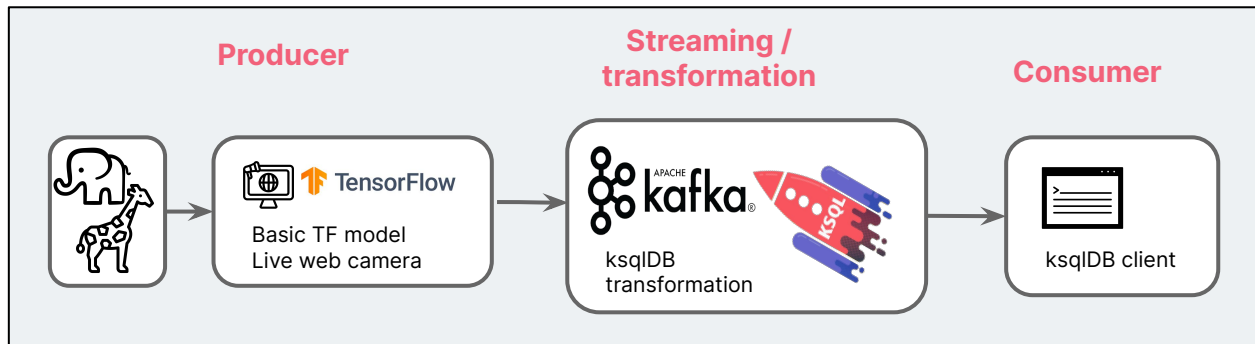 Producer
Streaming /
transformation
Consumer
TensorFlow
Basic TF model
Live web camera
APACHE
kafka®
KSQL
ksqlDB
transformation
>
ksqlDB client